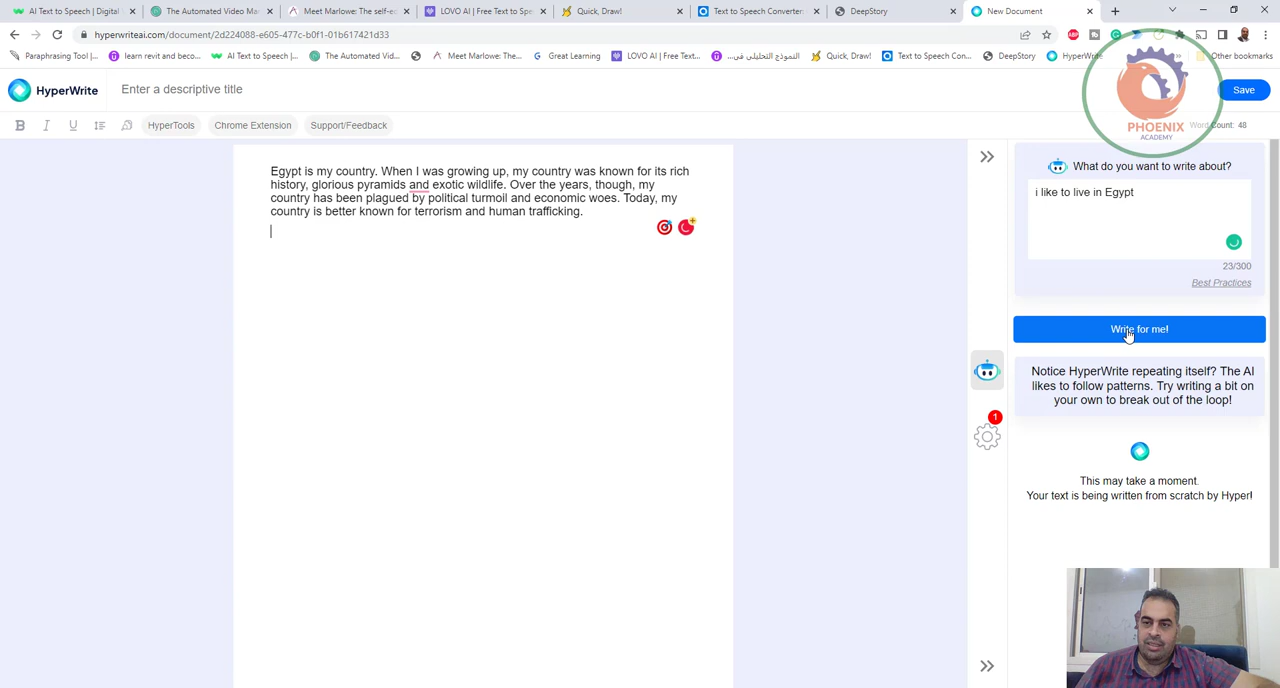 AI Text to Speech | Digital
The Automated Video Ma
Meet Marlowe: The self-ed
LOVO AI | Free Text to Spe
Quick, Draw!
Text to Speech Converter:
DeepStory
New Document
hyperwriteai.com/document/2d224088-e605-477c-b0f1-01b617421d33
Paraphrasing Tool |...
learn revit and beco...
AI Text to Speech |...
The Automated Vid...
Meet Marlowe: The...
Great Learning
LOVO AI | Free Text...
النموذج التحليلي في...
Quick, Draw!
Text to Speech Con...
DeepStory
HyperWrite
Other bookmarks
HyperWrite
Enter a descriptive title
Save
PHOENIX
ACADEMY
B I U
HyperTools
Chrome Extension
Support/Feedback
Word Count: 48
Egypt is my country. When I was growing up, my country was known for its rich
history, glorious pyramids and exotic wildlife. Over the years, though, my
country has been plagued by political turmoil and economic woes. Today, my
country is better known for terrorism and human trafficking.
What do you want to write about?
i like to live in Egypt
23/300
Best Practices
Write for me!
Notice HyperWrite repeating itself? The AI
likes to follow patterns. Try writing a bit on
your own to break out of the loop!
1
This may take a moment.
Your text is being written from scratch by Hyper!